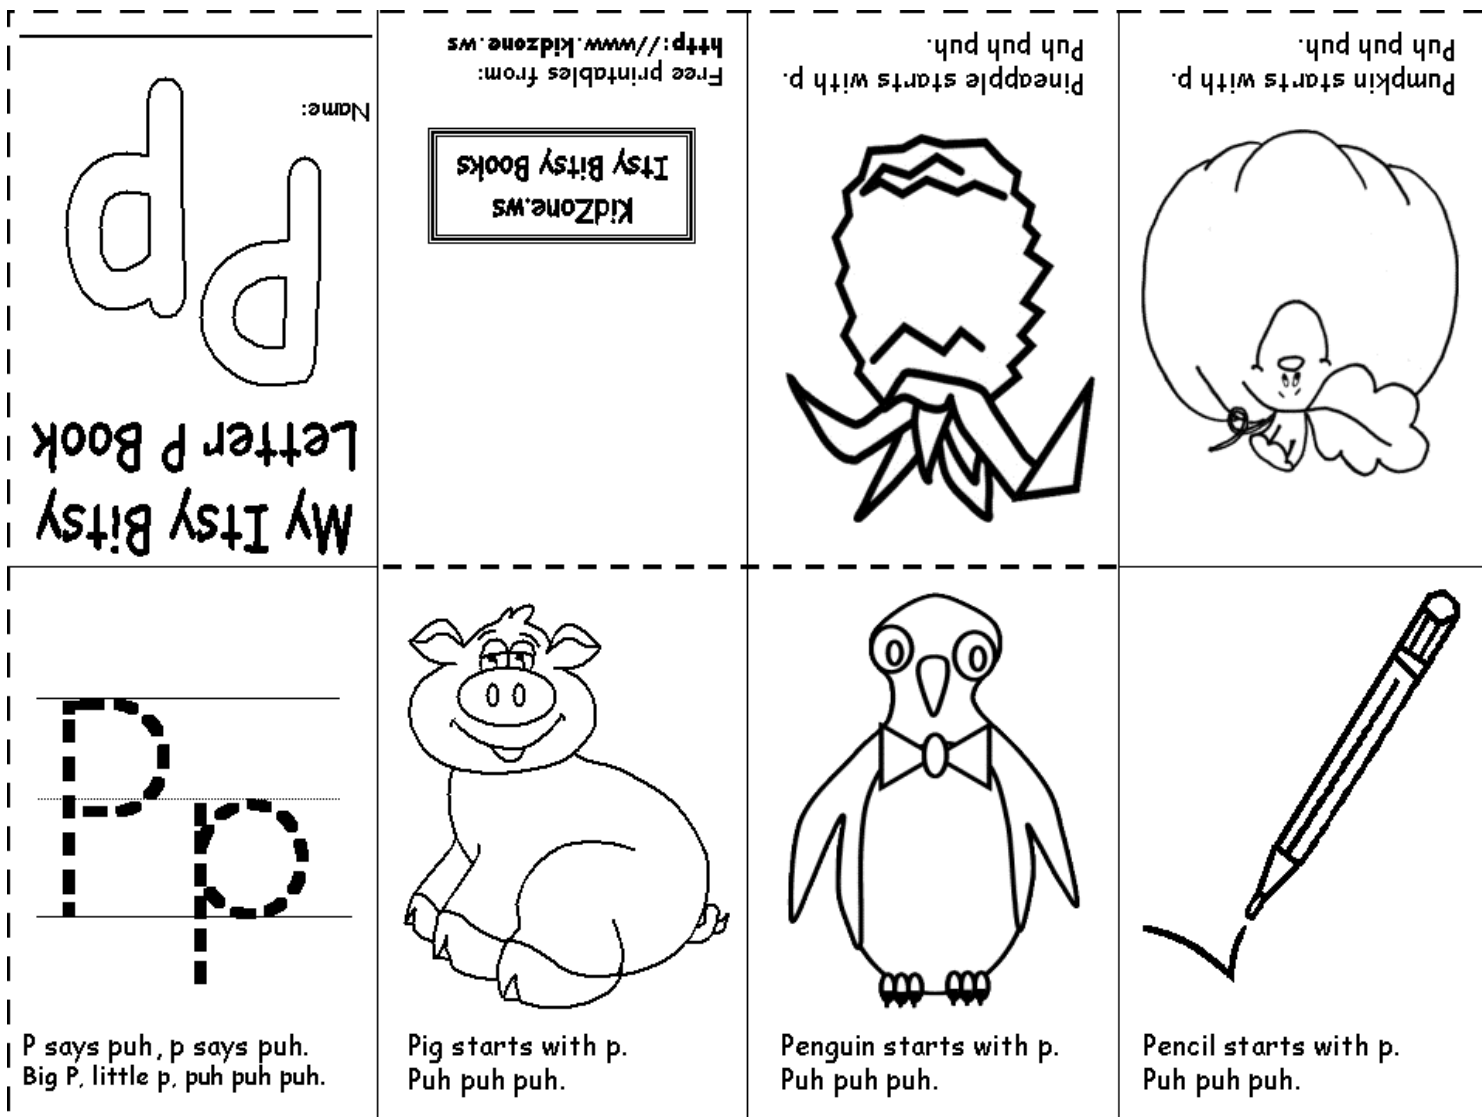 My Itsy Bitsy
Letter P Book
Pp
Name:
KidZone.ws
Itsy Bitsy Books
Free printables from:
http://www.kidzone.ws
Pineapple starts with p.
Puh puh puh.
Pumpkin starts with p.
Puh puh puh.
Pp
P says puh, p says puh.
Big P, little p, puh puh puh.
Pig starts with p.
Puh puh puh.
Penguin starts with p.
Puh puh puh.
Pencil starts with p.
Puh puh puh.